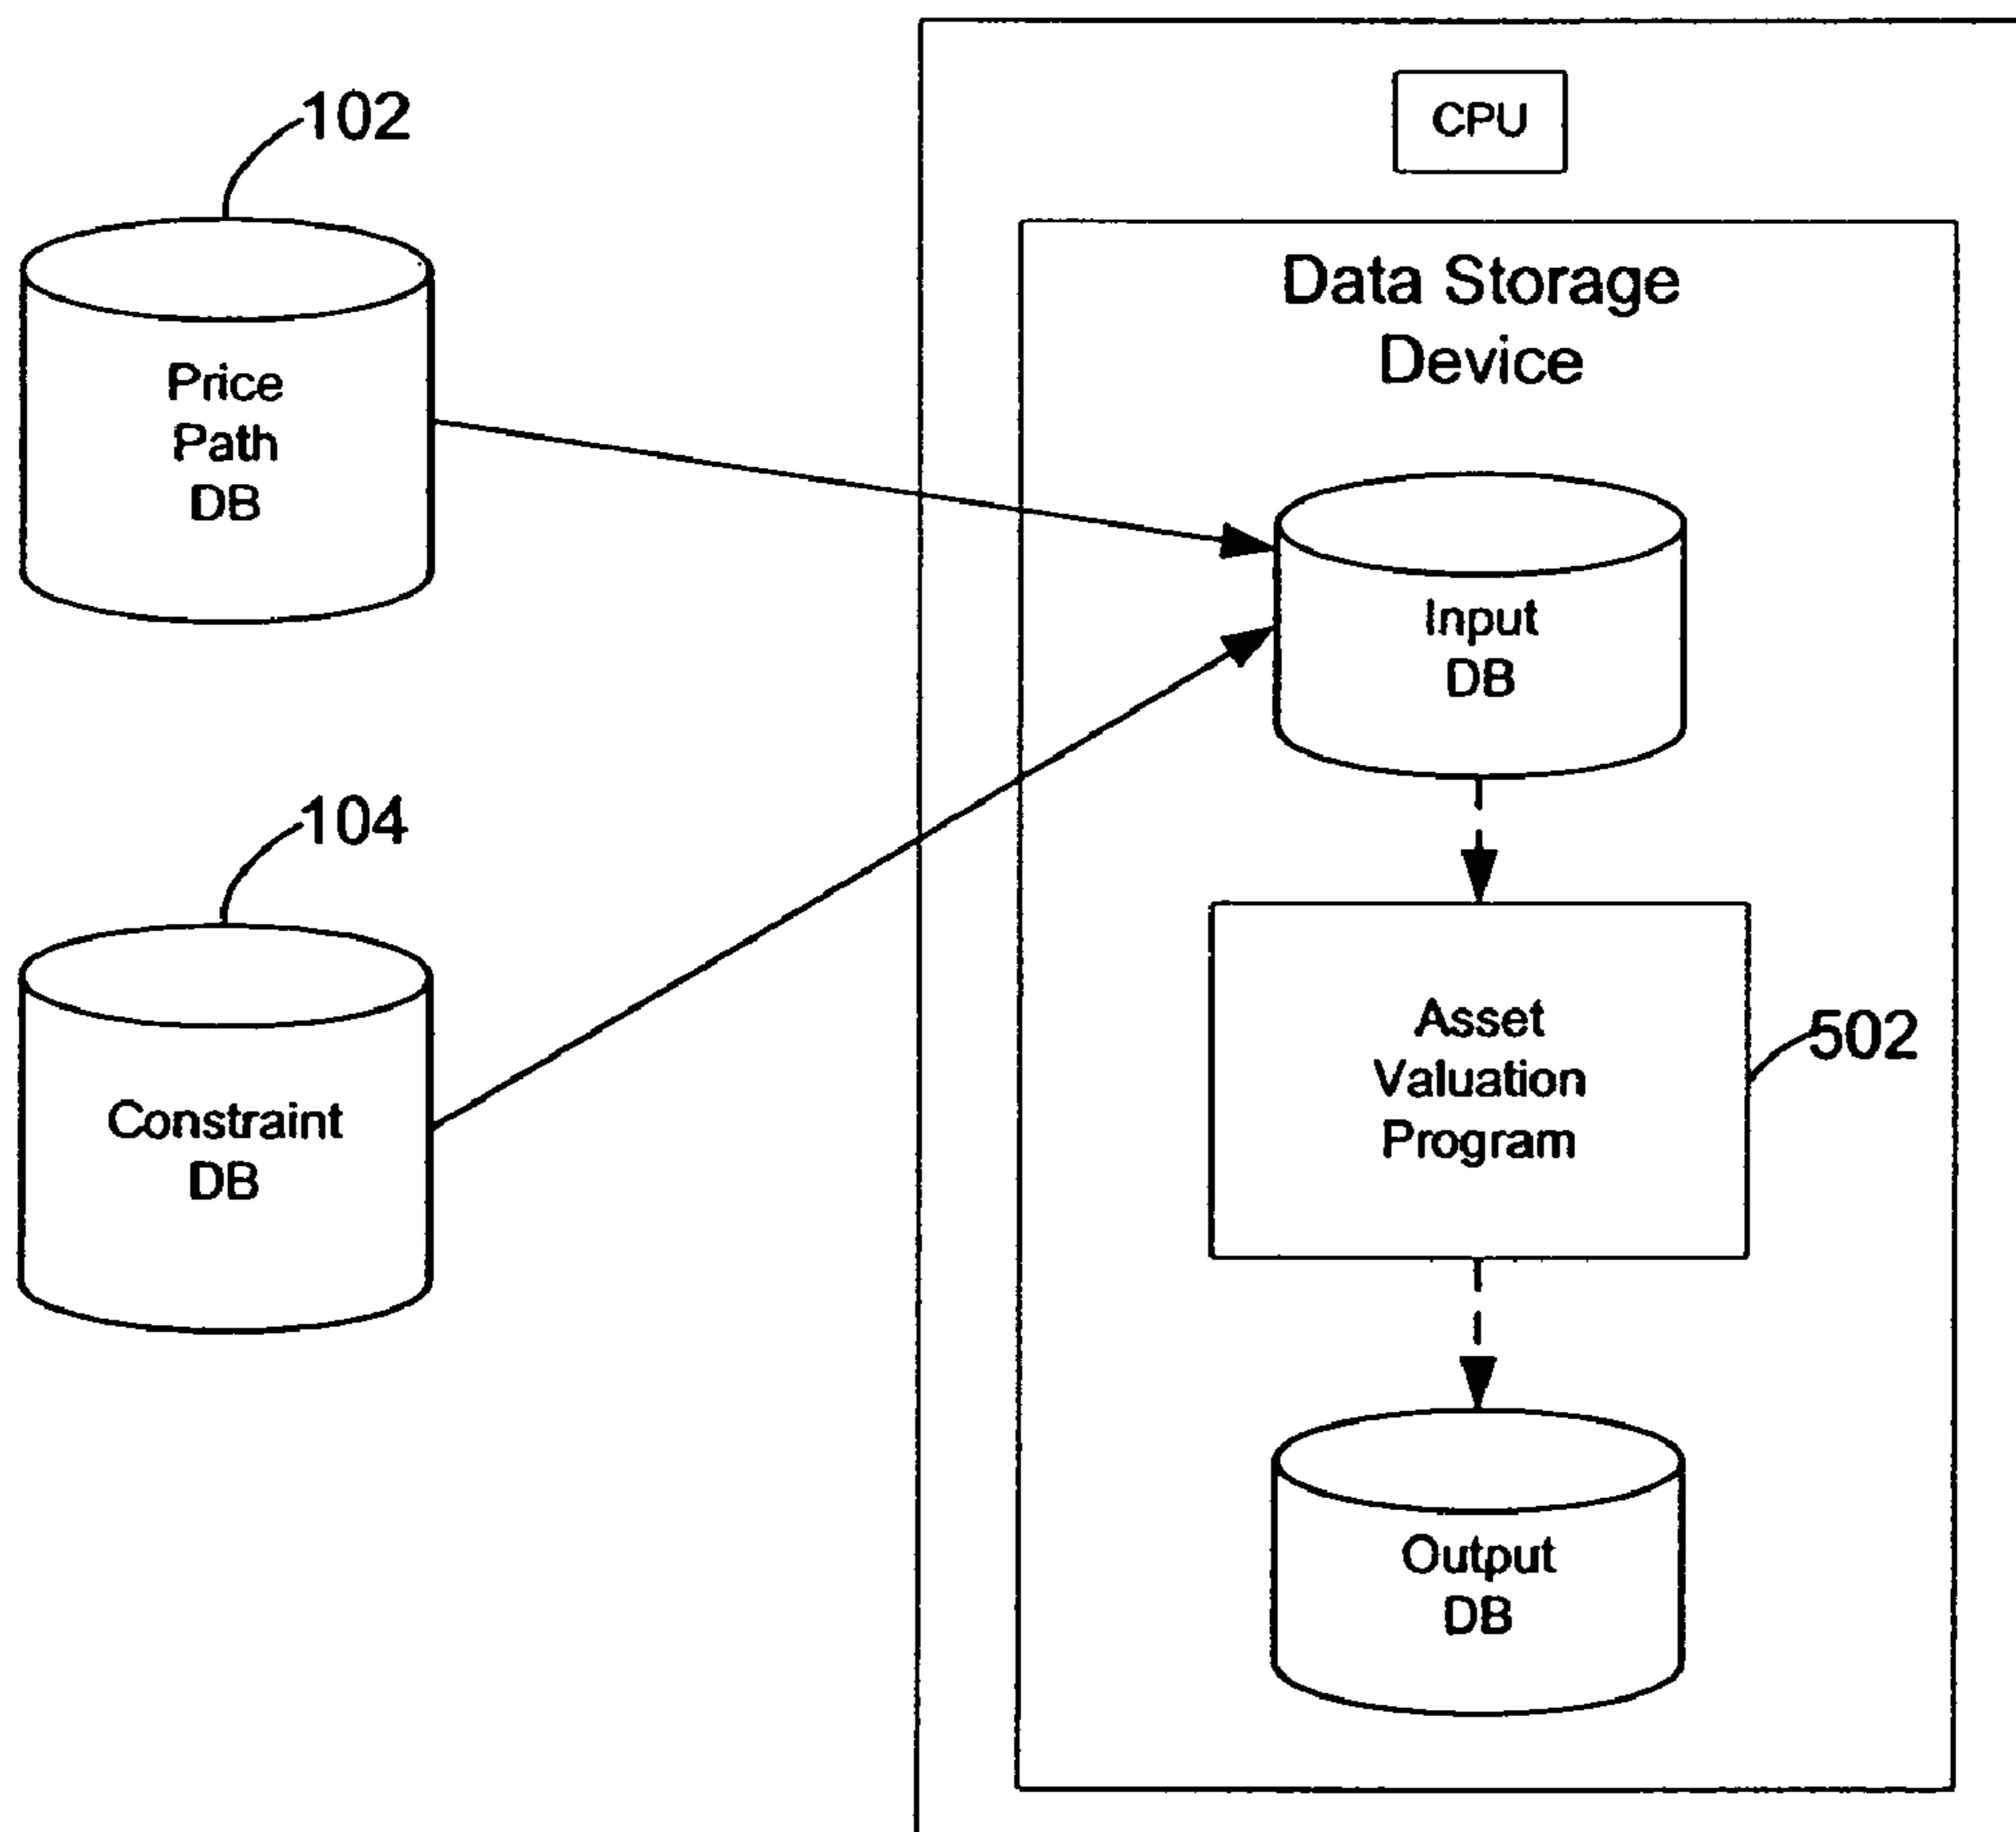 102
Price
Path
DB
104
Constraint
DB
CPU
Data Storage
Device
Input
DB
Asset
Valuation
Program
502
Output
DB